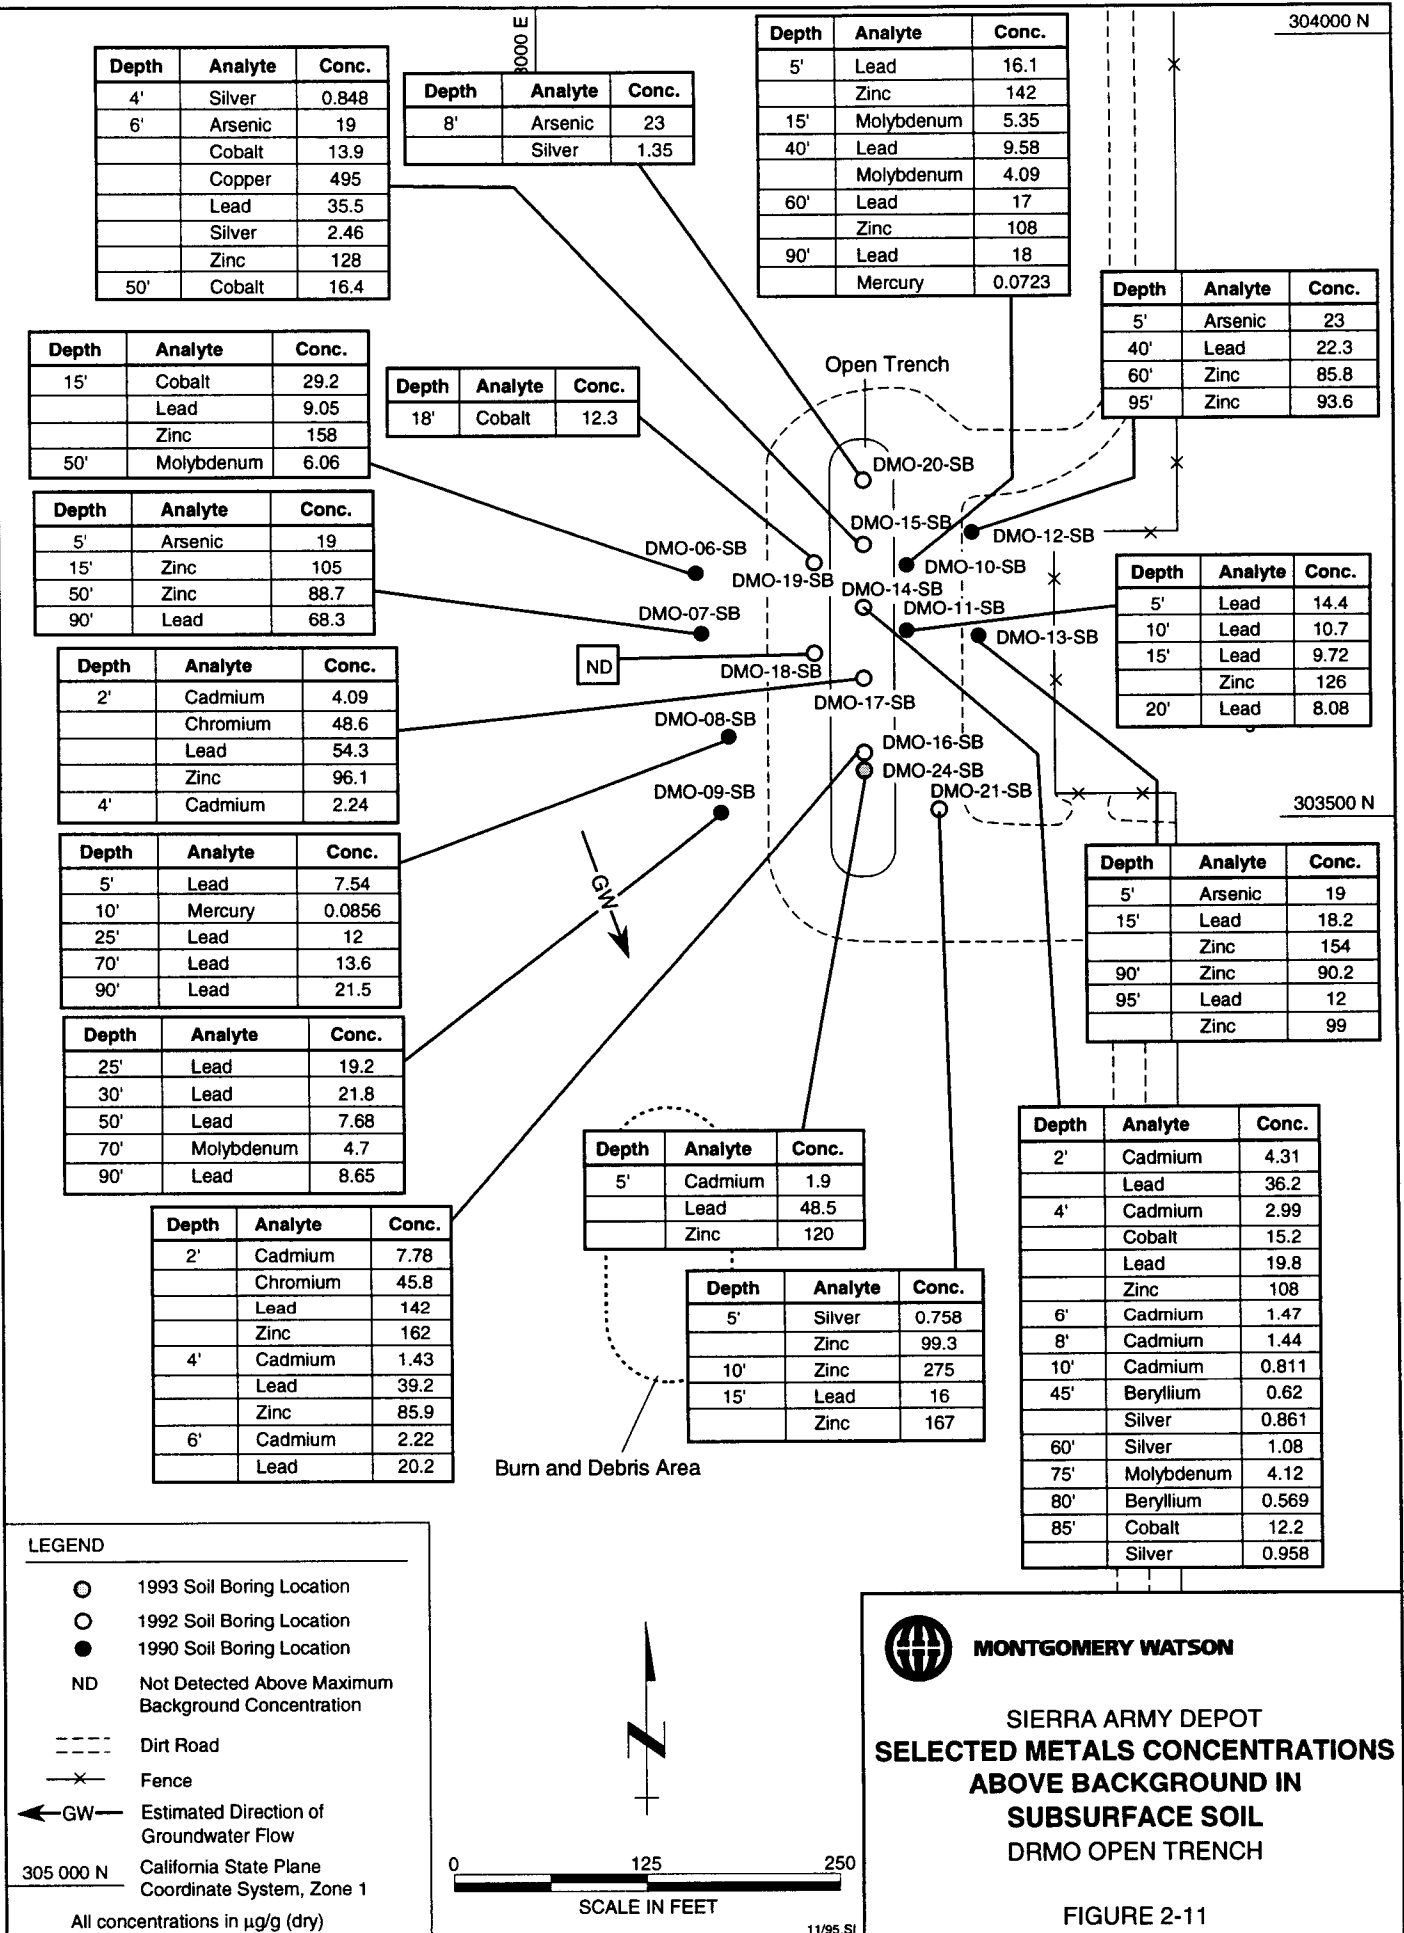 304000 N
3000 E
Depth Analyte Conc.
4' Silver 0.848
6' Arsenic 19
Cobalt 13.9
Copper 495
Lead 35.5
Silver 2.46
Zinc 128
50' Cobalt 16.4
Depth Analyte Conc.
8' Arsenic 23
Silver 1.35
Depth Analyte Conc.
5' Lead 16.1
Zinc 142
15' Molybdenum 5.35
40' Lead 9.58
Molybdenum 4.09
60' Lead 17
Zinc 108
90' Lead 18
Mercury 0.0723
Depth Analyte Conc.
5' Arsenic 23
40' Lead 22.3
60' Zinc 85.8
95' Zinc 93.6
Depth Analyte Conc.
15' Cobalt 29.2
Lead 9.05
Zinc 158
50' Molybdenum 6.06
Depth Analyte Conc.
18' Cobalt 12.3
Open Trench
DMO-20-SB
DMO-15-SB
DMO-12-SB
DMO-06-SB
DMO-19-SB
DMO-10-SB
DMO-14-SB
DMO-11-SB
DMO-07-SB
DMO-13-SB
ND
DMO-18-SB
DMO-17-SB
DMO-08-SB
DMO-16-SB
DMO-24-SB
DMO-09-SB
DMO-21-SB
303500 N
GW
Depth Analyte Conc.
5' Arsenic 19
15' Zinc 105
50' Zinc 88.7
90' Lead 68.3
Depth Analyte Conc.
5' Lead 14.4
10' Lead 10.7
15' Lead 9.72
Zinc 126
20' Lead 8.08
Depth Analyte Conc.
2' Cadmium 4.09
Chromium 48.6
Lead 54.3
Zinc 96.1
4' Cadmium 2.24
Depth Analyte Conc.
5' Lead 7.54
10' Mercury 0.0856
25' Lead 12
70' Lead 13.6
90' Lead 21.5
Depth Analyte Conc.
5' Arsenic 19
15' Lead 18.2
Zinc 154
90' Zinc 90.2
95' Lead 12
Zinc 99
Depth Analyte Conc.
25' Lead 19.2
30' Lead 21.8
50' Lead 7.68
70' Molybdenum 4.7
90' Lead 8.65
Depth Analyte Conc.
5' Cadmium 1.9
Lead 48.5
Zinc 120
Depth Analyte Conc.
2' Cadmium 4.31
Lead 36.2
4' Cadmium 2.99
Cobalt 15.2
Lead 19.8
Zinc 108
6' Cadmium 1.47
8' Cadmium 1.44
10' Cadmium 0.811
45' Beryllium 0.62
Silver 0.861
60' Silver 1.08
75' Molybdenum 4.12
80' Beryllium 0.569
85' Cobalt 12.2
Silver 0.958
Depth Analyte Conc.
2' Cadmium 7.78
Chromium 45.8
Lead 142
Zinc 162
4' Cadmium 1.43
Lead 39.2
Zinc 85.9
6' Cadmium 2.22
Lead 20.2
Depth Analyte Conc.
5' Silver 0.758
Zinc 99.3
10' Zinc 275
15' Lead 16
Zinc 167
Burn and Debris Area
LEGEND
1993 Soil Boring Location
1992 Soil Boring Location
1990 Soil Boring Location
ND Not Detected Above Maximum
Background Concentration
Dirt Road
Fence
GW Estimated Direction of
Groundwater Flow
305 000 N California State Plane
Coordinate System, Zone 1
All concentrations in µg/g (dry)
N
0 125 250
SCALE IN FEET
11/95.SI
MONTGOMERY WATSON
SIERRA ARMY DEPOT
SELECTED METALS CONCENTRATIONS
ABOVE BACKGROUND IN
SUBSURFACE SOIL
DRMO OPEN TRENCH
FIGURE 2-11